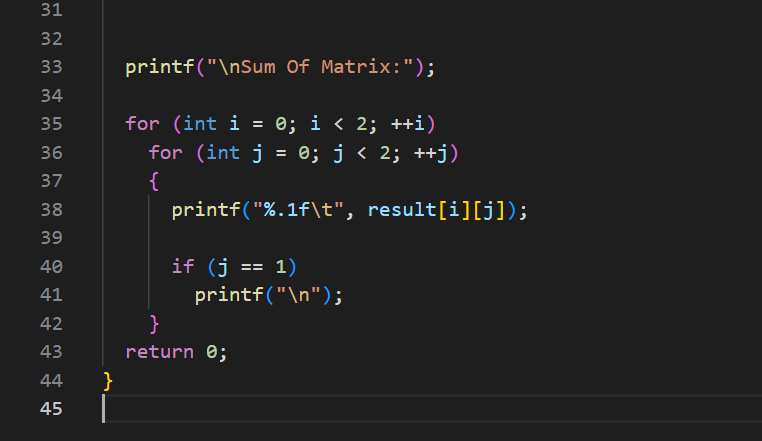 31
32
33 printf("\nSum Of Matrix:");
34
35 for (int i = 0; i < 2; ++i)
36 for (int j = 0; j < 2; ++j)
37 {
38 printf("%.1f\t", result[i][j]);
39
40 if (j == 1)
41 printf("\n");
42 }
43 return 0;
44 }
45